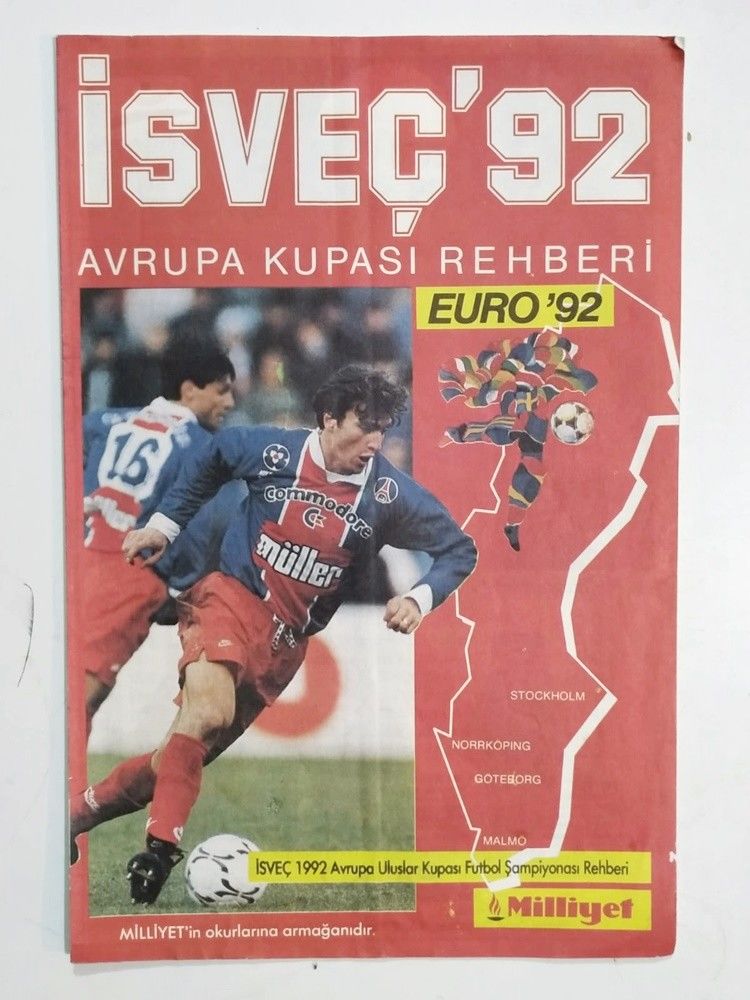 İSVEÇ'92
AVRUPA KUPASI REHBERİ
EURO '92
16
commodore
müller
STOCKHOLM
NORRKÖPING
GÖTEBORG
MALMÖ
İSVEÇ 1992 Avrupa Uluslar Kupası Futbol Şampiyonası Rehberi
Milliyet
MİLLİYET'in okurlarına armağanıdır.